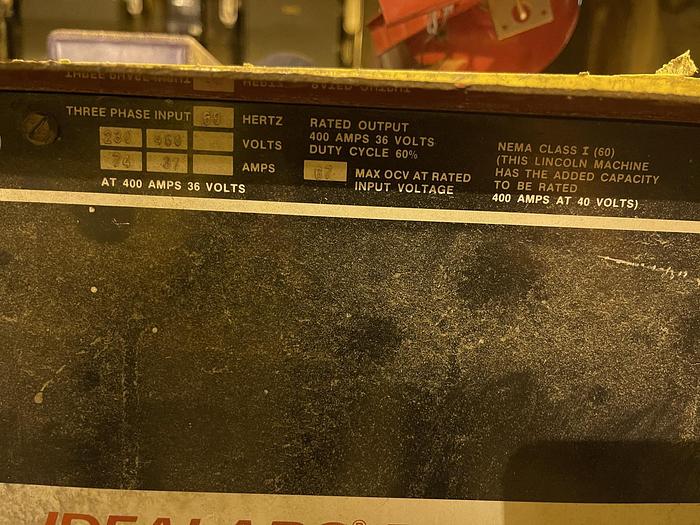 THREE PHASE INPUT 60 HERTZ
230 460 VOLTS
74 37 AMPS
AT 400 AMPS 36 VOLTS
RATED OUTPUT
400 AMPS 36 VOLTS
DUTY CYCLE 60%
67 MAX OCV AT RATED
INPUT VOLTAGE
NEMA CLASS I (60)
(THIS LINCOLN MACHINE
HAS THE ADDED CAPACITY
TO BE RATED
400 AMPS AT 40 VOLTS)
IDEALARC®